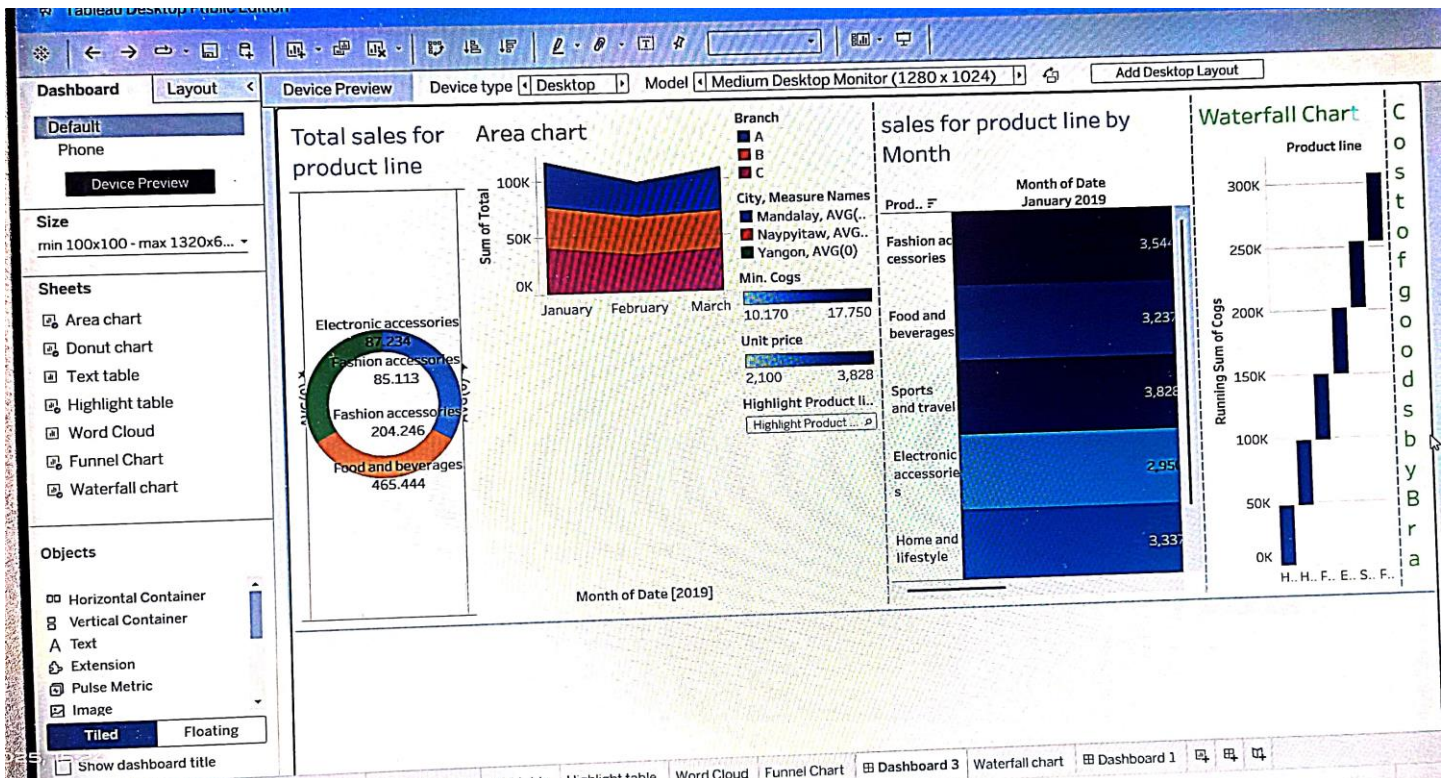 Tableau Desktop Public Edition
Device Preview
Device type
Desktop
Model
Medium Desktop Monitor (1280 x 1024)
Add Desktop Layout
Dashboard
Layout
Default
Phone
Device Preview
Size
min 100x100 - max 1320x6...
Sheets
Area chart
Donut chart
Text table
Highlight table
Word Cloud
Funnel Chart
Waterfall chart
Objects
Horizontal Container
Vertical Container
Text
Extension
Pulse Metric
Image
Tiled
Floating
Show dashboard title
Total sales for
product line
Electronic accessories
87.234
Fashion accessories
85.113
Fashion accessories
204.246
Food and beverages
465.444
Area chart
Sum of Total
100K
50K
0K
January
February
March
Month of Date [2019]
Branch
A
B
C
City, Measure Names
Mandalay, AVG(..
Naypyitaw, AVG..
Yangon, AVG(0)
Min. Cogs
10.170
17.750
Unit price
2,100
3,828
Highlight Product li..
Highlight Product ...
sales for product line by
Month
Month of Date
Prod..
January 2019
Fashion ac
cessories
3,544
Food and
beverages
3,237
Sports
and travel
3,828
Electronic
accessorie
s
2,950
Home and
lifestyle
3,337
Waterfall Chart
Product line
Running Sum of Cogs
300K
250K
200K
150K
100K
50K
0K
H..
H..
F..
E..
S..
F..
C
o
s
t
o
f
g
o
o
d
s
b
y
B
r
a
Highlight table
Word Cloud
Funnel Chart
Dashboard 3
Waterfall chart
Dashboard 1